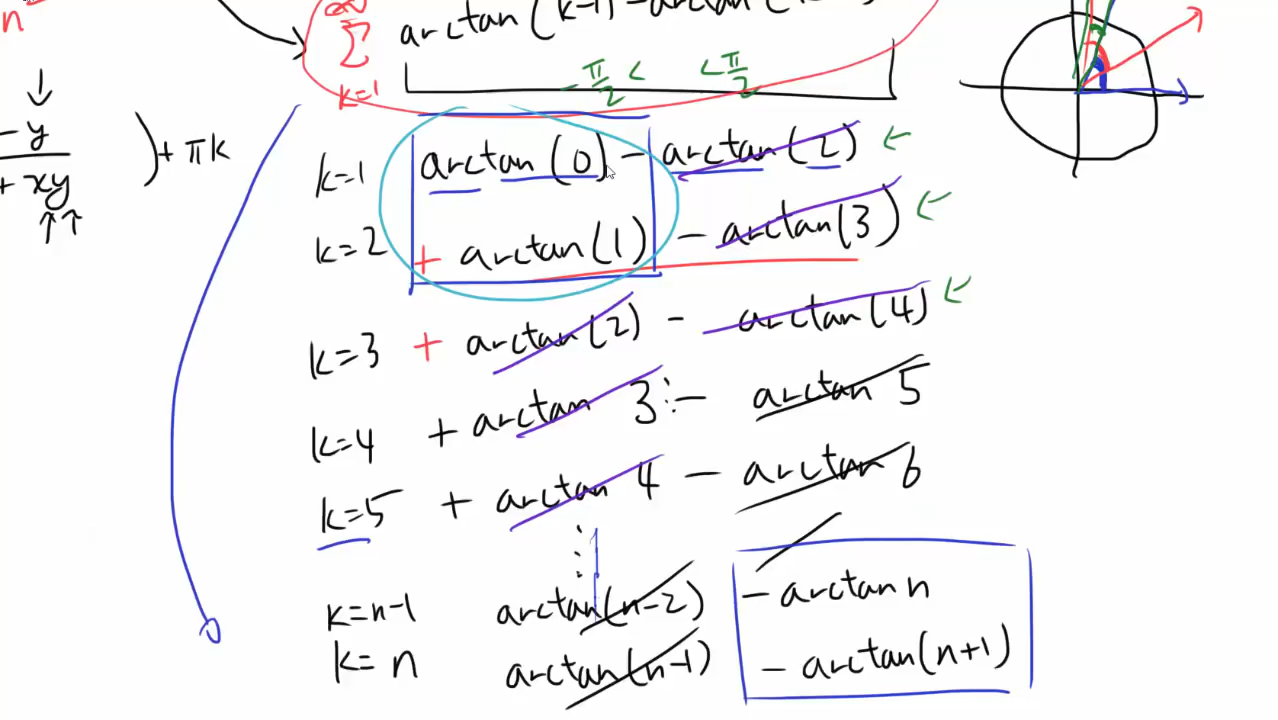 n
∞
∑ arctan(k-1) - arctan(
k=1
-π/2 < < π/2
-y
+ xy
) + πk
k=1 arctan(0) - arctan(2)
k=2 + arctan(1) - arctan(3)
k=3 + arctan(2) - arctan(4)
k=4 + arctan 3 - arctan 5
k=5 + arctan 4 - arctan 6
k=n-1 arctan(n-2) - arctan n
k=n arctan(n-1) - arctan(n+1)